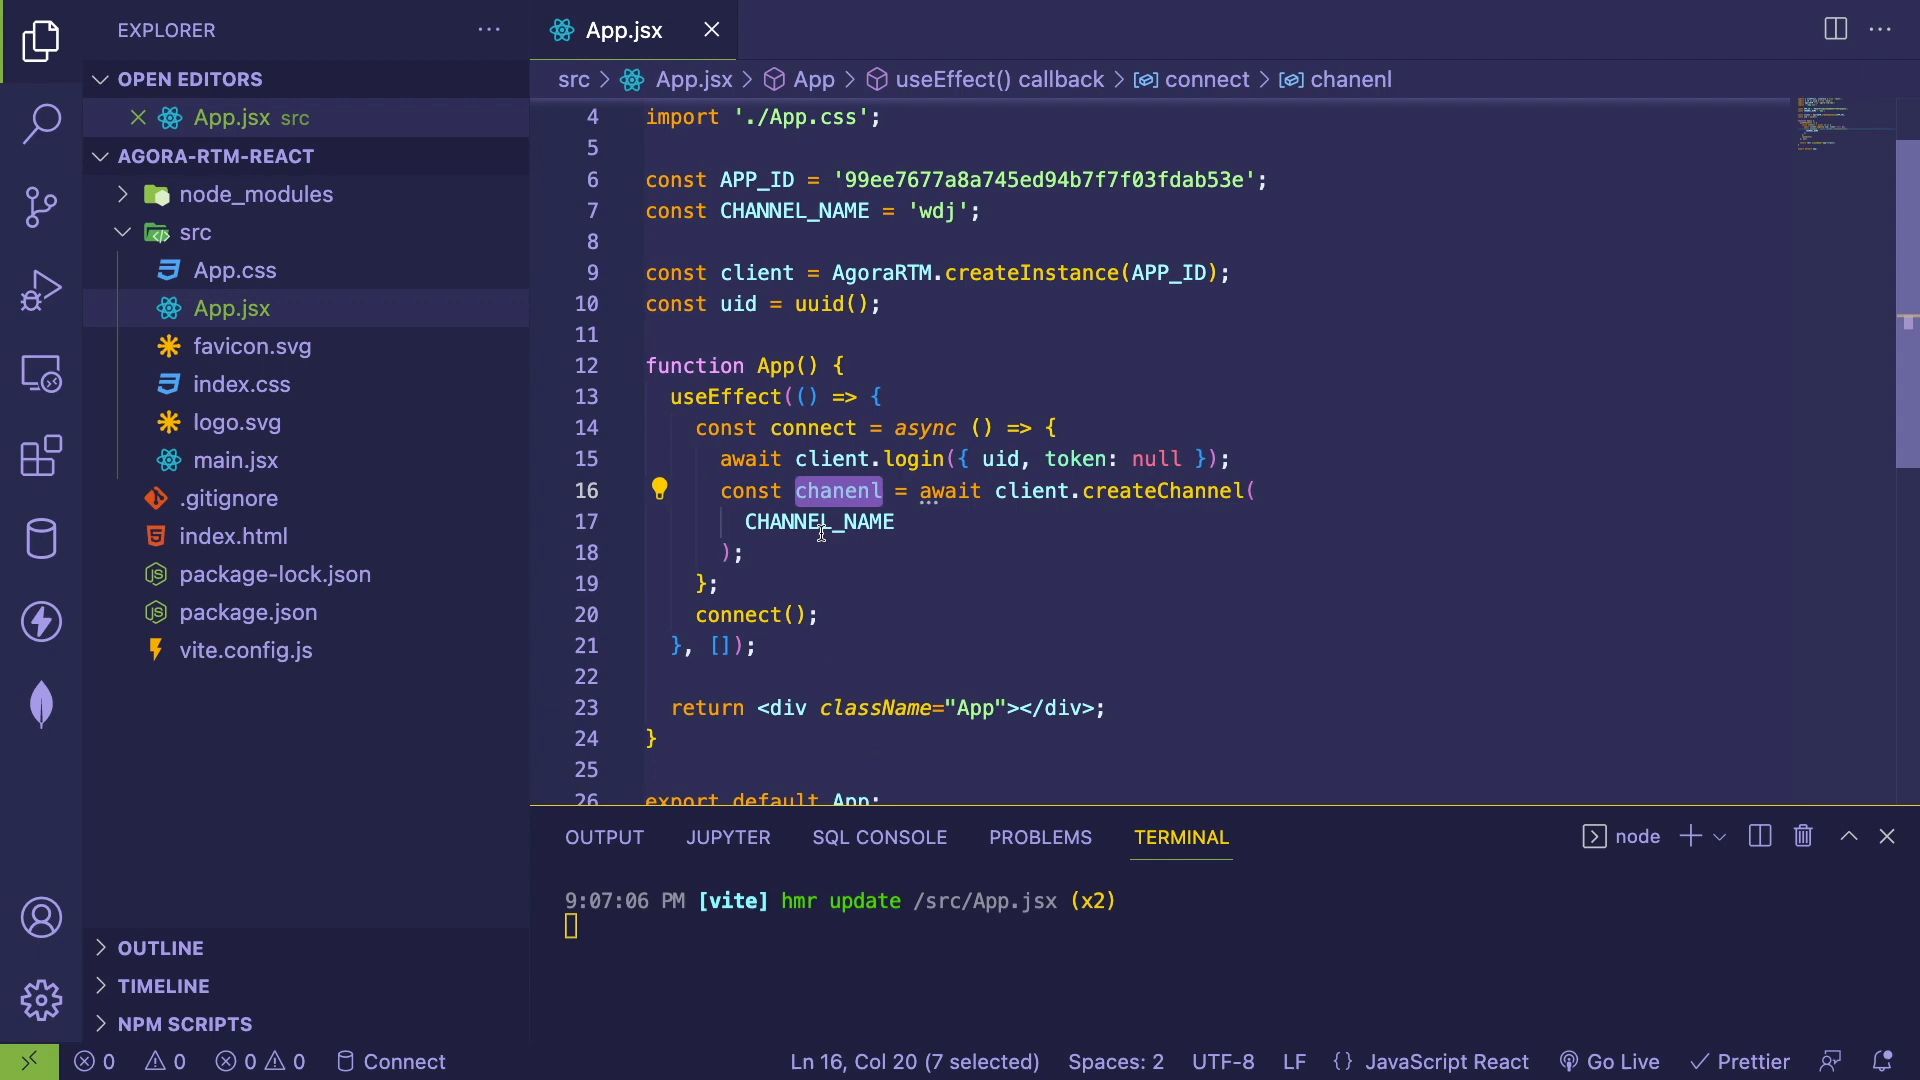 EXPLORER
App.jsx
OPEN EDITORS
App.jsx src
AGORA-RTM-REACT
node_modules
src
App.css
App.jsx
favicon.svg
index.css
logo.svg
main.jsx
.gitignore
index.html
package-lock.json
package.json
vite.config.js
OUTLINE
TIMELINE
NPM SCRIPTS
src > App.jsx > App > useEffect() callback > connect > chanenl
4 import './App.css';
5
6 const APP_ID = '99ee7677a8a745ed94b7f7f03fdab53e';
7 const CHANNEL_NAME = 'wdj';
8
9 const client = AgoraRTM.createInstance(APP_ID);
10 const uid = uuid();
11
12 function App() {
13 useEffect(() => {
14 const connect = async () => {
15 await client.login({ uid, token: null });
16 const chanenl = await client.createChannel(
17 CHANNEL_NAME
18 );
19 };
20 connect();
21 }, []);
22
23 return <div className="App"></div>;
24 }
25
26 export default App;
OUTPUT JUPYTER SQL CONSOLE PROBLEMS TERMINAL node
9:07:06 PM [vite] hmr update /src/App.jsx (x2)
0 0 0 0 Connect Ln 16, Col 20 (7 selected) Spaces: 2 UTF-8 LF {} JavaScript React Go Live Prettier